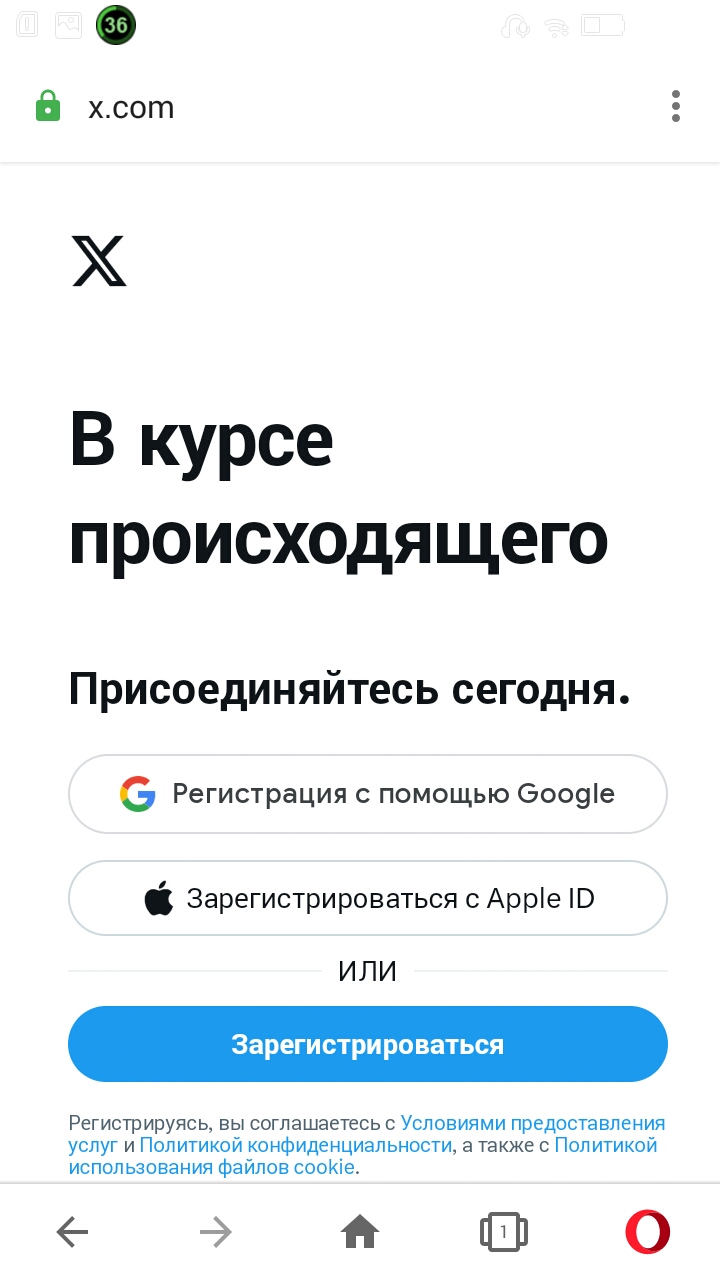 36
x.com
В курсе
происходящего
Присоединяйтесь сегодня.
Регистрация с помощью Google
Зарегистрироваться с Apple ID
ИЛИ
Зарегистрироваться
Регистрируясь, вы соглашаетесь с Условиями предоставления
услуг и Политикой конфиденциальности, а также с Политикой
использования файлов cookie.
1